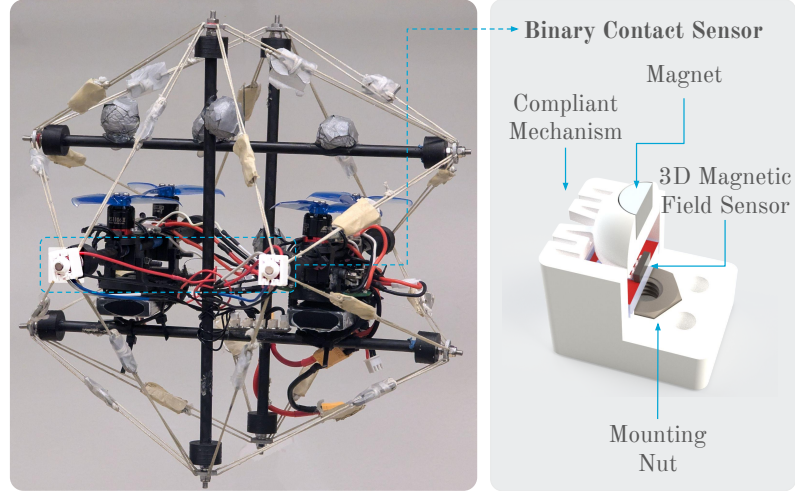 Binary Contact Sensor
Magnet
Compliant
Mechanism
3D Magnetic
Field Sensor
Mounting
Nut